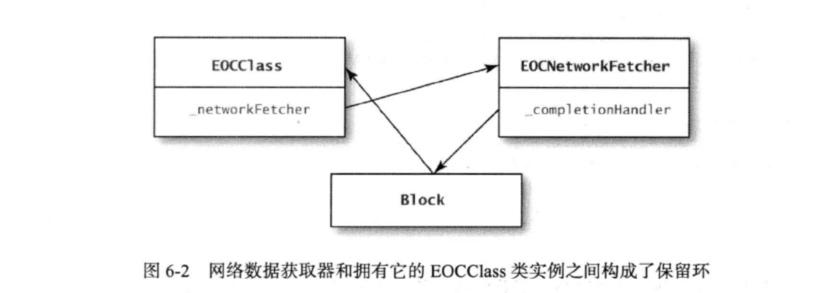 EOCClass
EOCNetworkFetcher
_networkFetcher
_completionHandler
Block
图 6-2 网络数据获取器和拥有它的 EOCClass 类实例之间构成了保留环